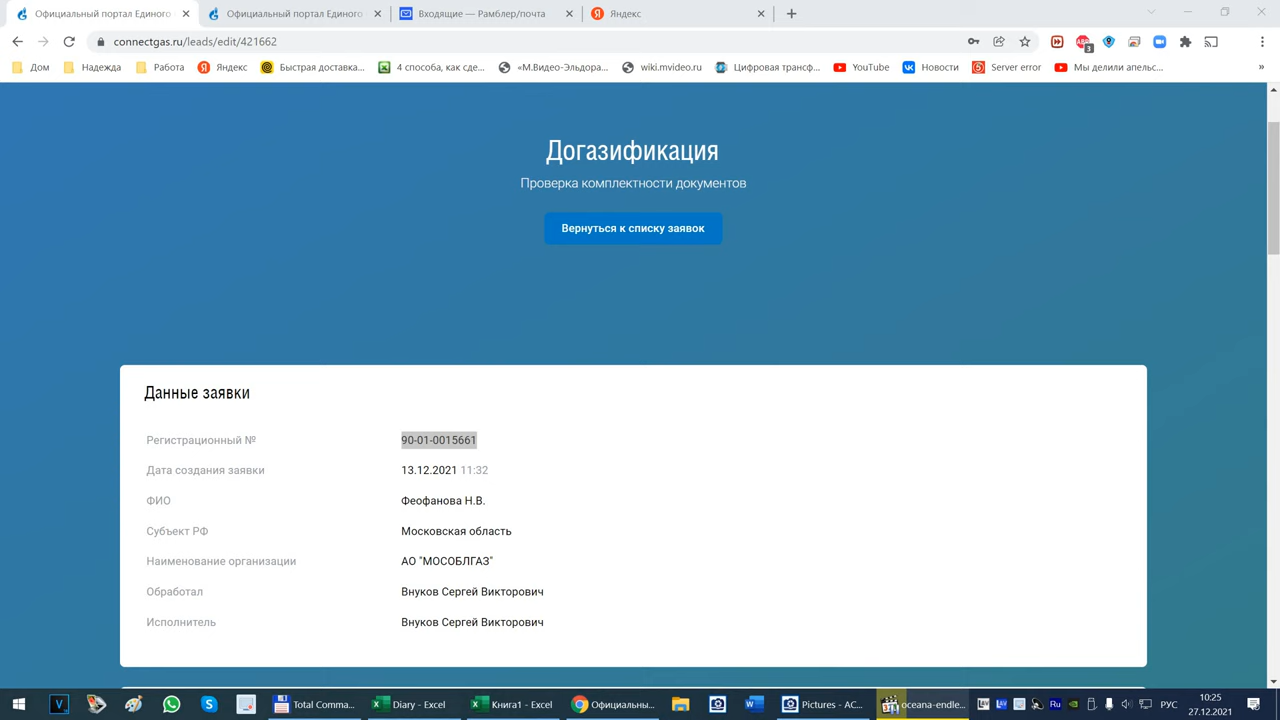 Официальный портал Единого
Официальный портал Единого
Входящие — Рамблер/почта
Яндекс
connectgas.ru/leads/edit/421662
3
Дом
Надежда
Работа
Яндекс
Быстрая доставка...
4 способа, как сде...
«М.Видео-Эльдора...
wiki.mvideo.ru
Цифровая трансф...
YouTube
Новости
Server error
Мы делили апельс...
»
Догазификация
Проверка комплектности документов
Вернуться к списку заявок
Данные заявки
Регистрационный № 90-01-0015661
Дата создания заявки 13.12.2021 11:32
ФИО Феофанова Н.В.
Субъект РФ Московская область
Наименование организации АО "МОСОБЛГАЗ"
Обработал Внуков Сергей Викторович
Исполнитель Внуков Сергей Викторович
Total Comma...
Diary - Excel
Книга1 - Excel
Официальны...
Pictures - AC...
oceana-endle...
Ru
РУС
10:25
27.12.2021